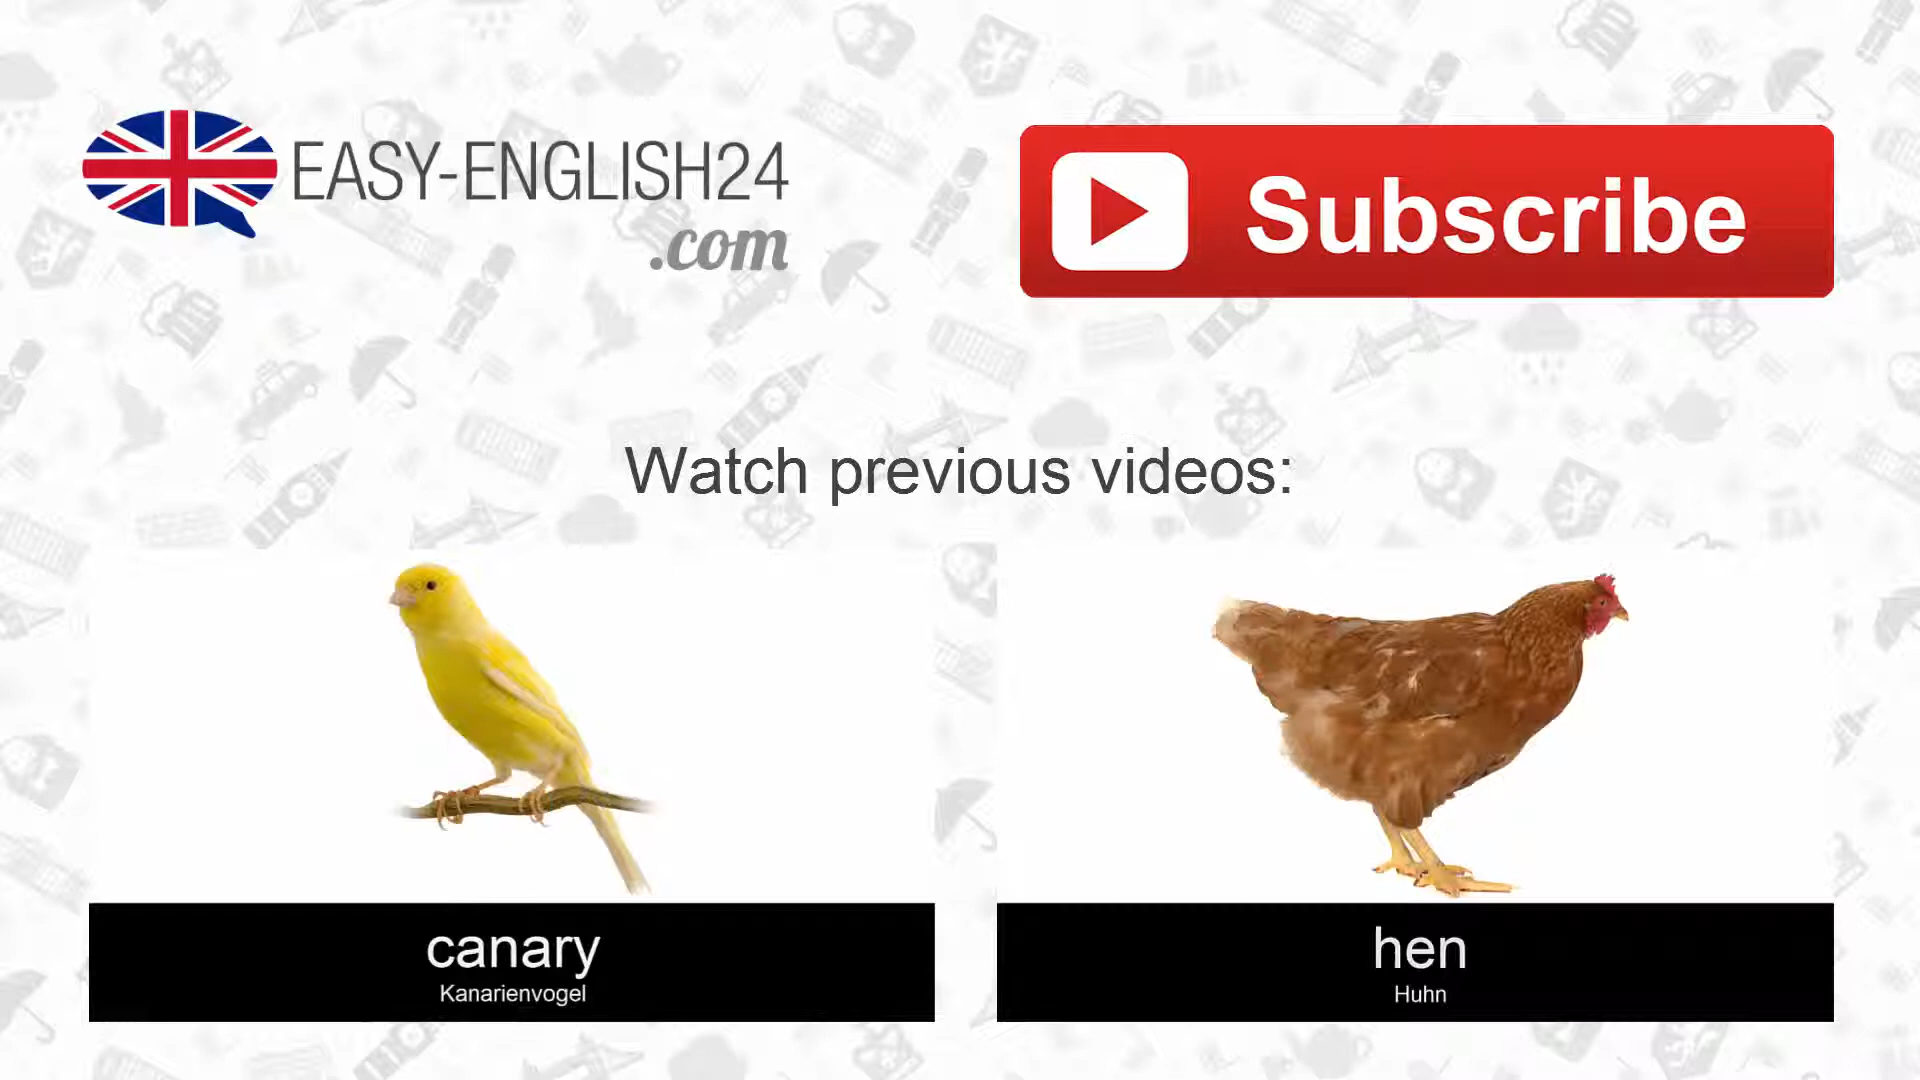 EASY-ENGLISH24
.com
Subscribe
Watch previous videos:
canary
Kanarienvogel
hen
Huhn